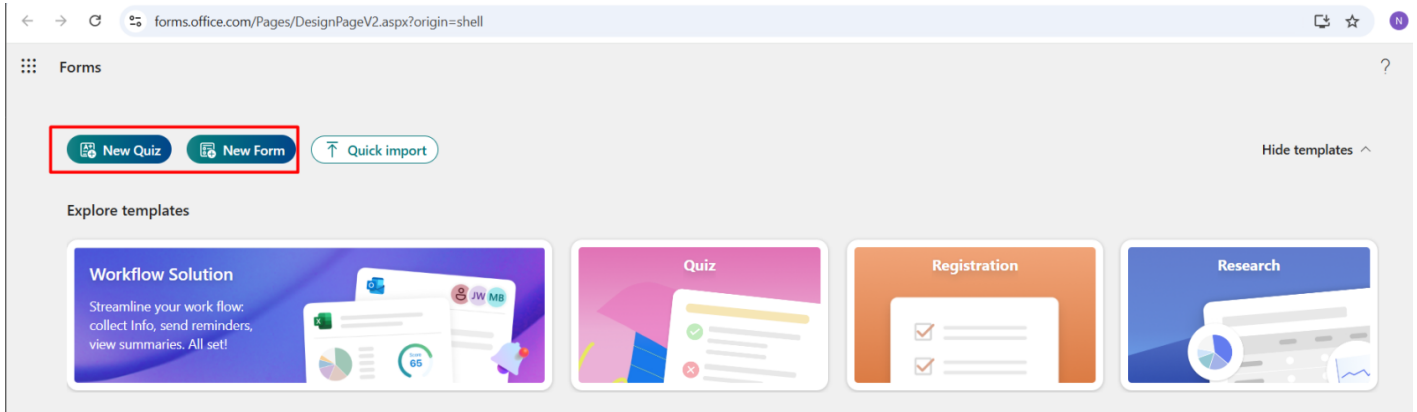 forms.office.com/Pages/DesignPageV2.aspx?origin=shell
N
Forms
?
New Quiz
New Form
Quick import
Hide templates
Explore templates
Workflow Solution
Streamline your work flow:
collect Info, send reminders,
view summaries. All set!
JW
MB
Score
65
Quiz
Registration
Research